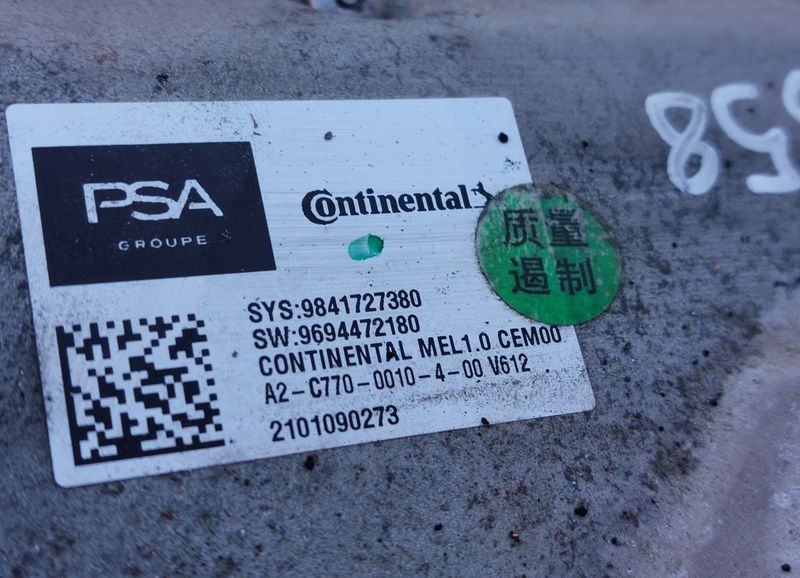 PSA
GROUPE
Continental
质量
遏制
SYS:9841727380
SW:9694472180
CONTINENTAL MEL1.0 CEM00
A2-C770-0010-4-00 V612
2101090273
858